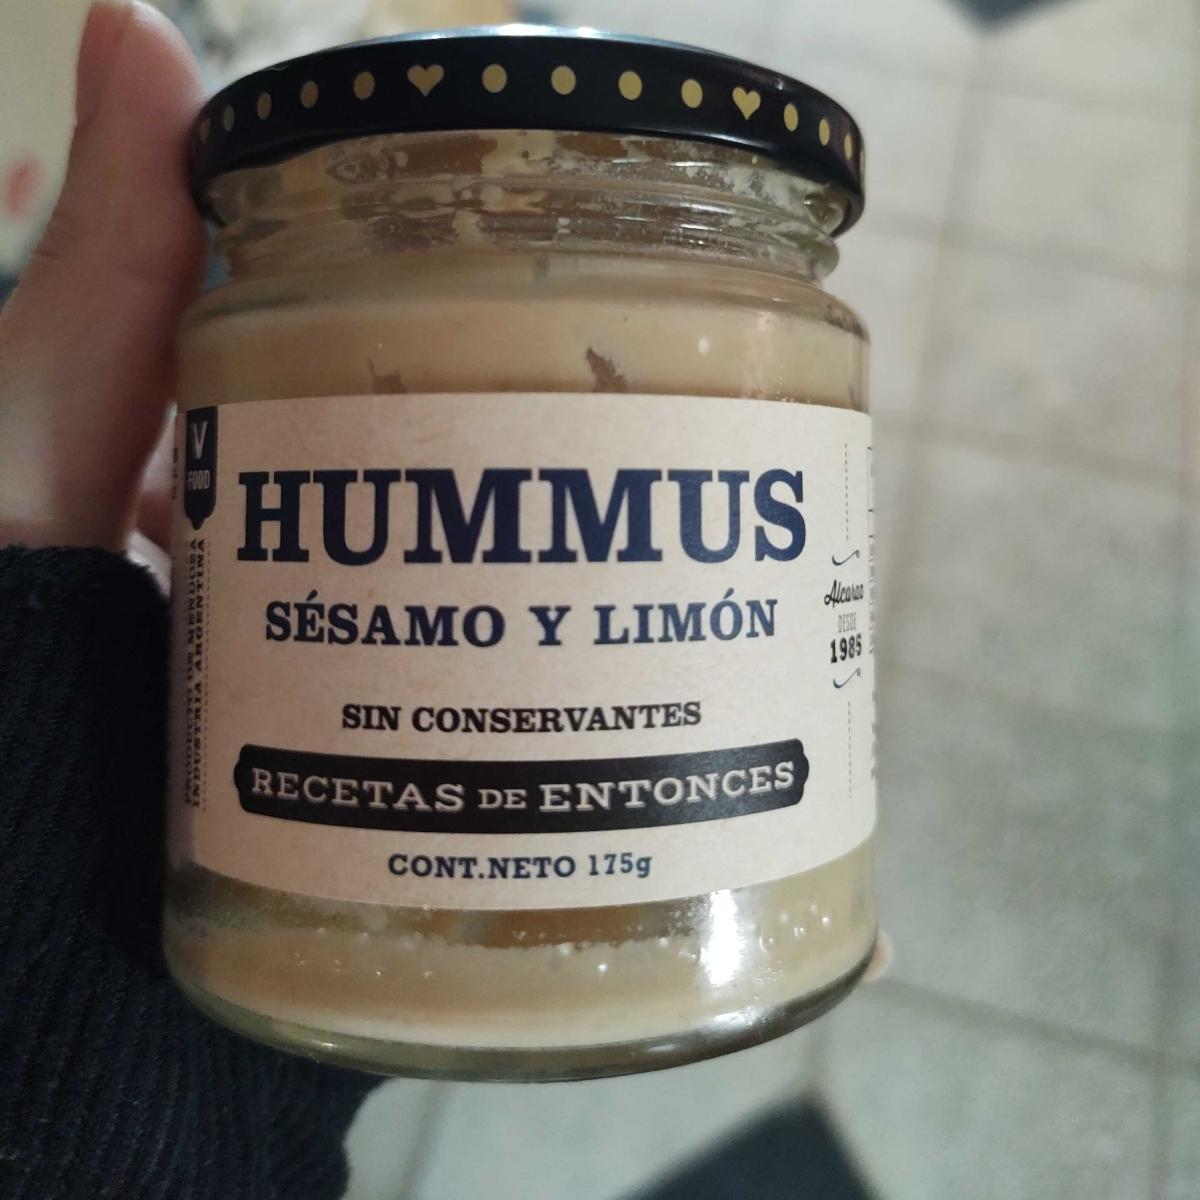 V
FOOD
HUMMUS
SÉSAMO Y LIMÓN
SIN CONSERVANTES
RECETAS DE ENTONCES
CONT.NETO 175g
PRODUCTO DE MENDOZA
INDUSTRIA ARGENTINA
Alcaraz
DESDE
1985